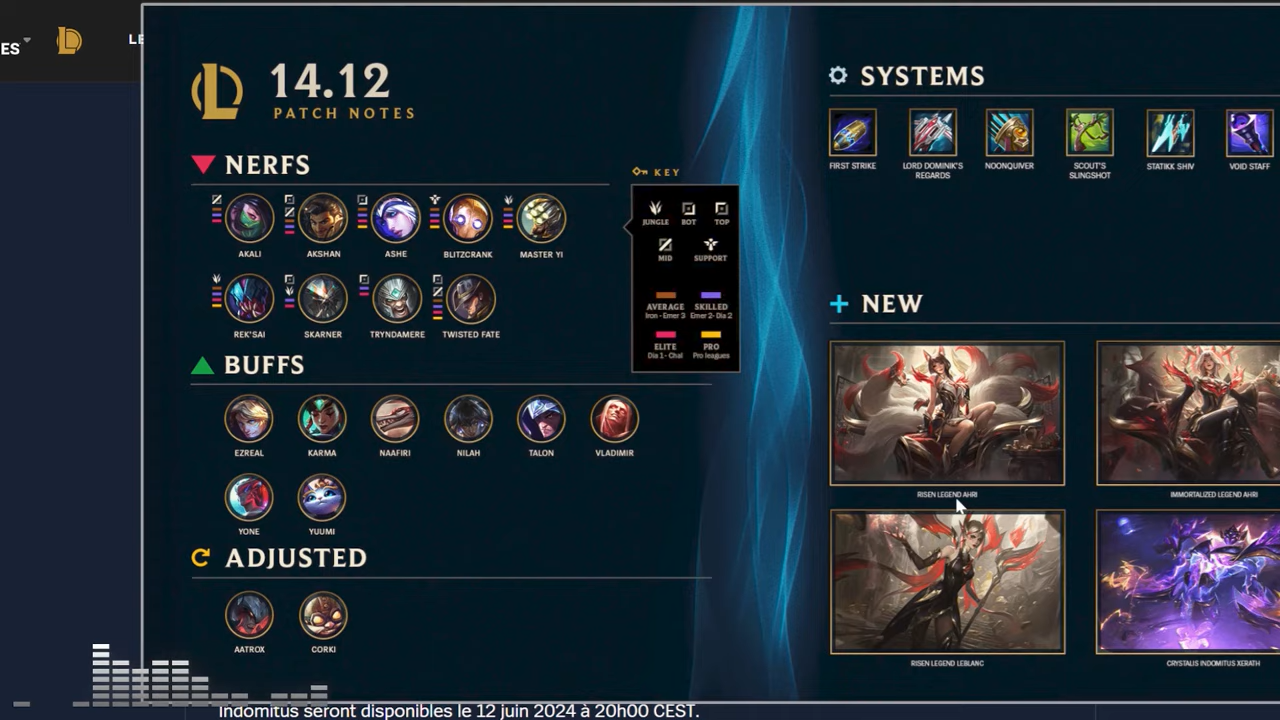 ES
LE
14.12
PATCH NOTES
NERFS
AKALI
AKSHAN
ASHE
BLITZCRANK
MASTER YI
REK'SAI
SKARNER
TRYNDAMERE
TWISTED FATE
KEY
JUNGLE
BOT
TOP
MID
SUPPORT
AVERAGE
SKILLED
Iron - Emer 3
Emer 2- Dia 2
ELITE
PRO
Dia 1 - Chal
Pro leagues
BUFFS
EZREAL
KARMA
NAAFIRI
NILAH
TALON
VLADIMIR
YONE
YUUMI
ADJUSTED
AATROX
CORKI
SYSTEMS
FIRST STRIKE
LORD DOMINIK'S
REGARDS
NOONQUIVER
SCOUT'S
SLINGSHOT
STATIKK SHIV
VOID STAFF
NEW
RISEN LEGEND AHRI
IMMORTALIZED LEGEND AHRI
RISEN LEGEND LEBLANC
CRYSTALIS INDOMITUS XERATH
Indomitus seront disponibles le 12 juin 2024 à 20h00 CEST.